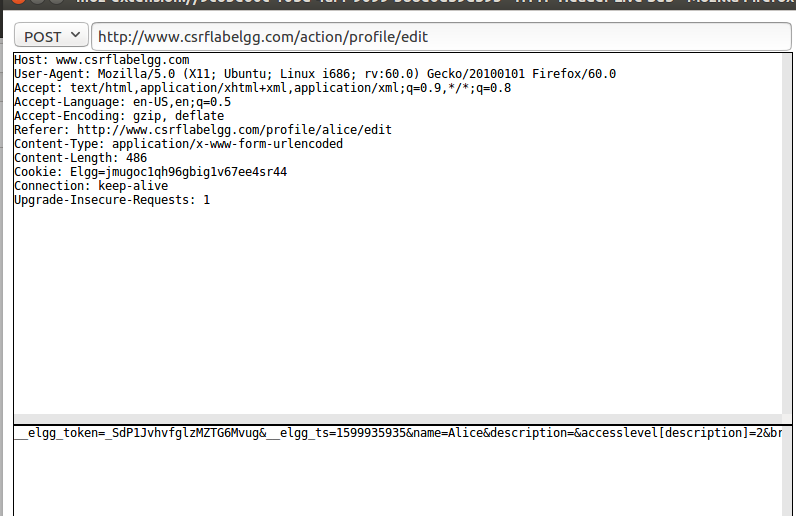 POST
http://www.csrflabelgg.com/action/profile/edit
Host: www.csrflabelgg.com
User-Agent: Mozilla/5.0 (X11; Ubuntu; Linux i686; rv:60.0) Gecko/20100101 Firefox/60.0
Accept: text/html,application/xhtml+xml,application/xml;q=0.9,*/*;q=0.8
Accept-Language: en-US,en;q=0.5
Accept-Encoding: gzip, deflate
Referer: http://www.csrflabelgg.com/profile/alice/edit
Content-Type: application/x-www-form-urlencoded
Content-Length: 486
Cookie: Elgg=jmugoc1qh96gbig1v67ee4sr44
Connection: keep-alive
Upgrade-Insecure-Requests: 1
__elgg_token=_SdP1JvhvfglzMZTG6Mvug&__elgg_ts=1599935935&name=Alice&description=&accesslevel[description]=2&br